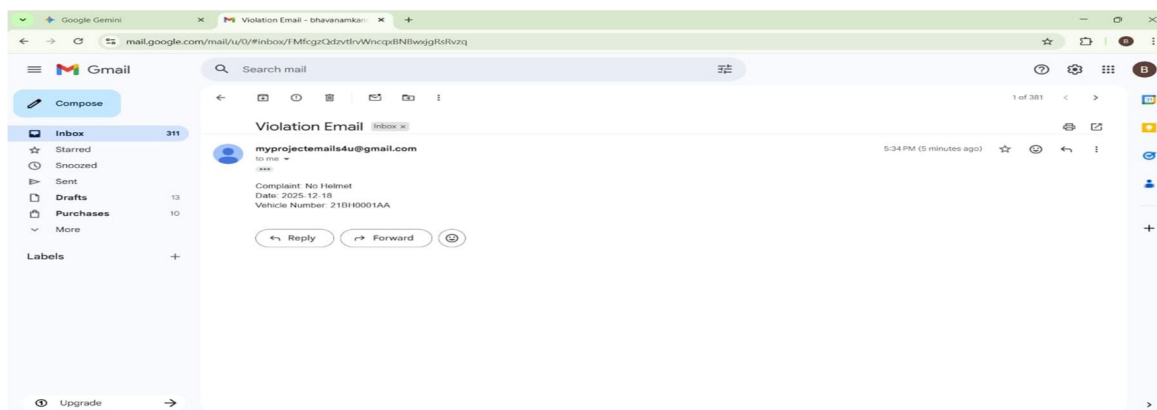 Google Gemini
Violation Email - bhavanamkan
mail.google.com/mail/u/0/#inbox/FMfcgzQdzvtlrvWncqxBNBwxjgRsRvzq
Gmail
Search mail
B
Compose
1 of 381
Inbox 311
Starred
Snoozed
Sent
Drafts 13
Purchases 10
More
Labels
Violation Email Inbox x
myprojectemails4u@gmail.com 5:34 PM (5 minutes ago)
to me
Complaint: No Helmet
Date: 2025-12-18
Vehicle Number: 21BH0001AA
Reply Forward
Upgrade